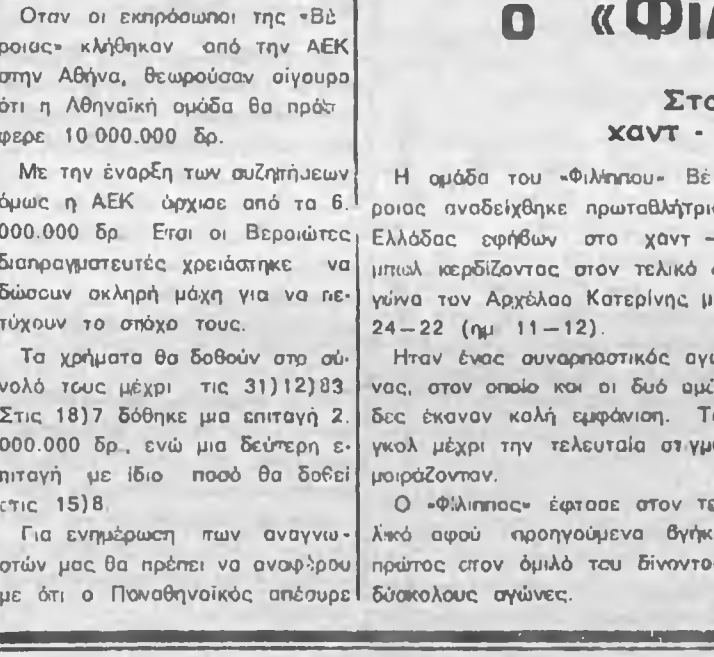 Οταν οι εκπρόσωποι της «Βέ
ροιας» κλήθηκαν από την ΑΕΚ
στην Αθήνα, θεωρούσαν σίγουρο
ότι η Αθηναϊκή ομάδα θα πρόσ
φερε 10.000.000 δρ.
Με την έναρξη των συζητήσεων
όμως η ΑΕΚ άρχισε από τα 6.
000.000 δρ. Ετσι οι Βεροιώτες
διαπραγματευτές χρειάστηκε να
δώσουν σκληρή μάχη για να πε-
τύχουν το στόχο τους.
Τα χρήματα θα δοθούν στο σύ-
νολό τους μέχρι τις 31)12)83.
Στις 18)7 δόθηκε μια επιταγή 2.
000.000 δρ., ενώ μια δεύτερη ε-
πιταγή με ίδιο ποσό θα δοθεί
στις 15)8.
Για ενημέρωση των αναγνω-
στών μας θα πρέπει να αναφέρου
με ότι ο Παναθηναϊκός απέσυρε
ο «Φιλ
Στο
χαντ -
Η ομάδα του «Φιλίππου» Βέ
ροιας αναδείχθηκε πρωταθλήτρια
Ελλάδας εφήβων στο χαντ –
μπωλ κερδίζοντας στον τελικό α
γώνα τον Αρχέλαο Κατερίνης μ
24–22 (ημ 11–12).
Ηταν ένας συναρπαστικός αγώ
νας, στον οποίο και οι δυό ομά
δες έκαναν καλή εμφάνιση. Τα
γκολ μέχρι την τελευταία στιγμή
μοιράζονταν.
Ο «Φίλιππος» έφτασε στον τε
λικό αφού προηγούμενα βγήκ
πρώτος στον όμιλό του δίνοντα
δύσκολους αγώνες.